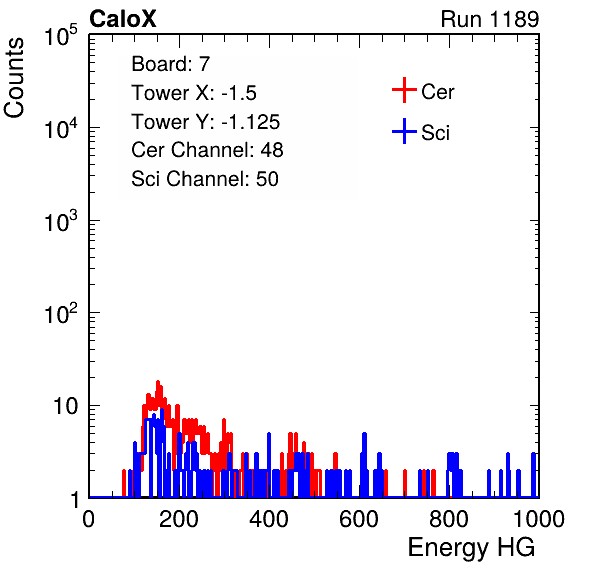 CaloX Run 1189
Counts
10^5
10^4
10^3
10^2
10
1
Board: 7
Tower X: -1.5
Tower Y: -1.125
Cer Channel: 48
Sci Channel: 50
Cer
Sci
0 200 400 600 800 1000
Energy HG